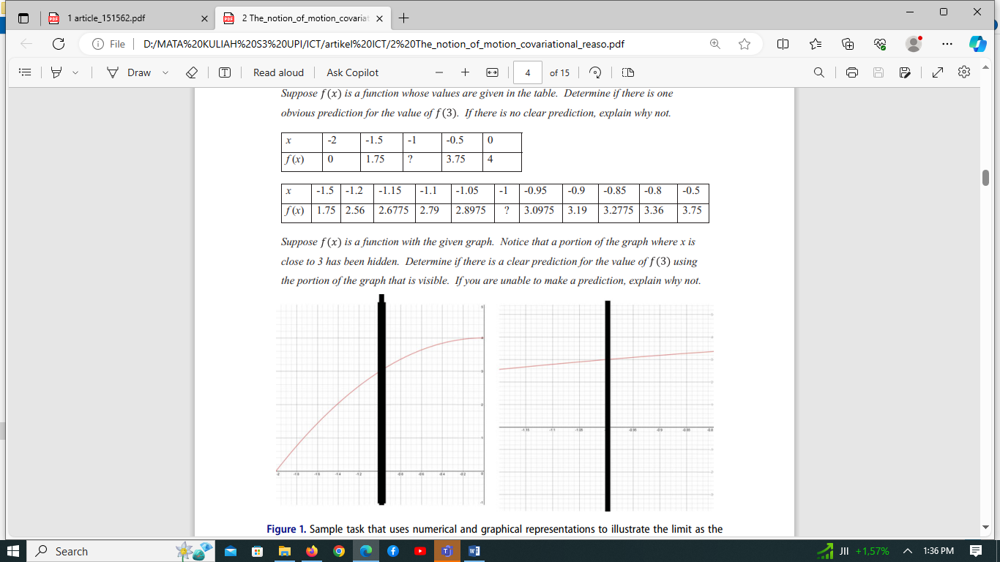 1 article_151562.pdf
2 The_notion_of_motion_covariat
File
D:/MATA%20KULIAH%20S3%20UPI/ICT/artikel%20ICT/2%20The_notion_of_motion_covariational_reaso.pdf
Draw
Read aloud
Ask Copilot
4
of 15
Suppose f(x) is a function whose values are given in the table. Determine if there is one
obvious prediction for the value of f(3). If there is no clear prediction, explain why not.
x -2 -1.5 -1 -0.5 0
f(x) 0 1.75 ? 3.75 4
x -1.5 -1.2 -1.15 -1.1 -1.05 -1 -0.95 -0.9 -0.85 -0.8 -0.5
f(x) 1.75 2.56 2.6775 2.79 2.8975 ? 3.0975 3.19 3.2775 3.36 3.75
Suppose f(x) is a function with the given graph. Notice that a portion of the graph where x is
close to 3 has been hidden. Determine if there is a clear prediction for the value of f(3) using
the portion of the graph that is visible. If you are unable to make a prediction, explain why not.
Figure 1. Sample task that uses numerical and graphical representations to illustrate the limit as the
Search
JII +1,57%
1:36 PM